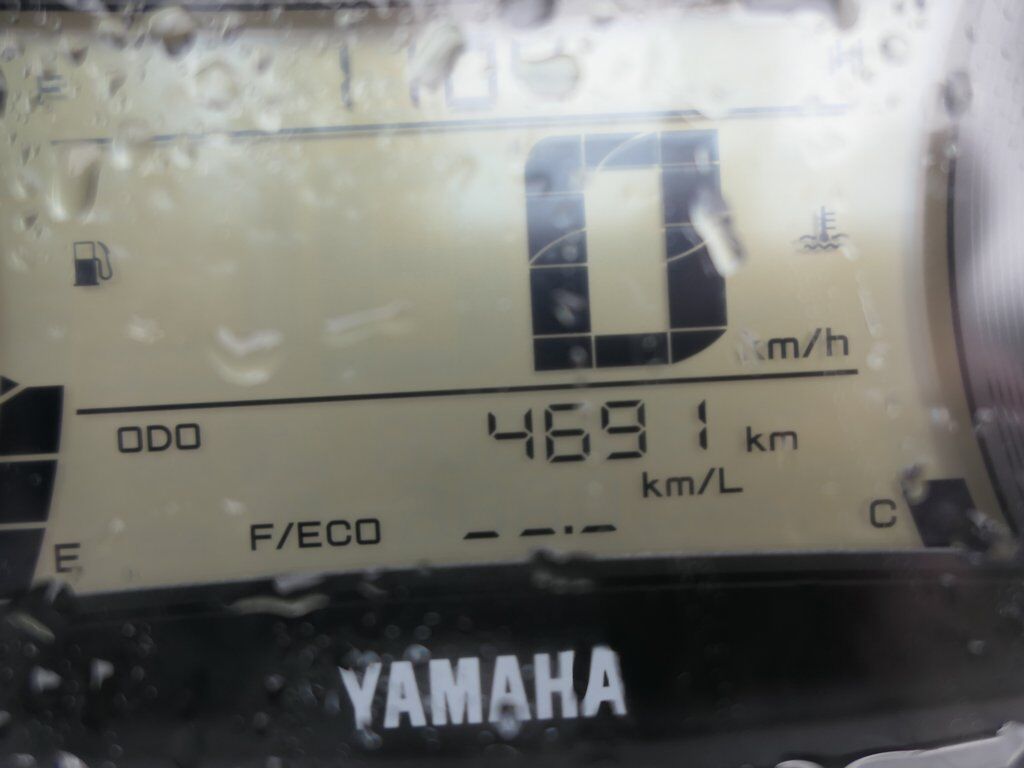 F H
0
km/h
ODO 4691 km
km/L
E F/ECO --.- C
YAMAHA